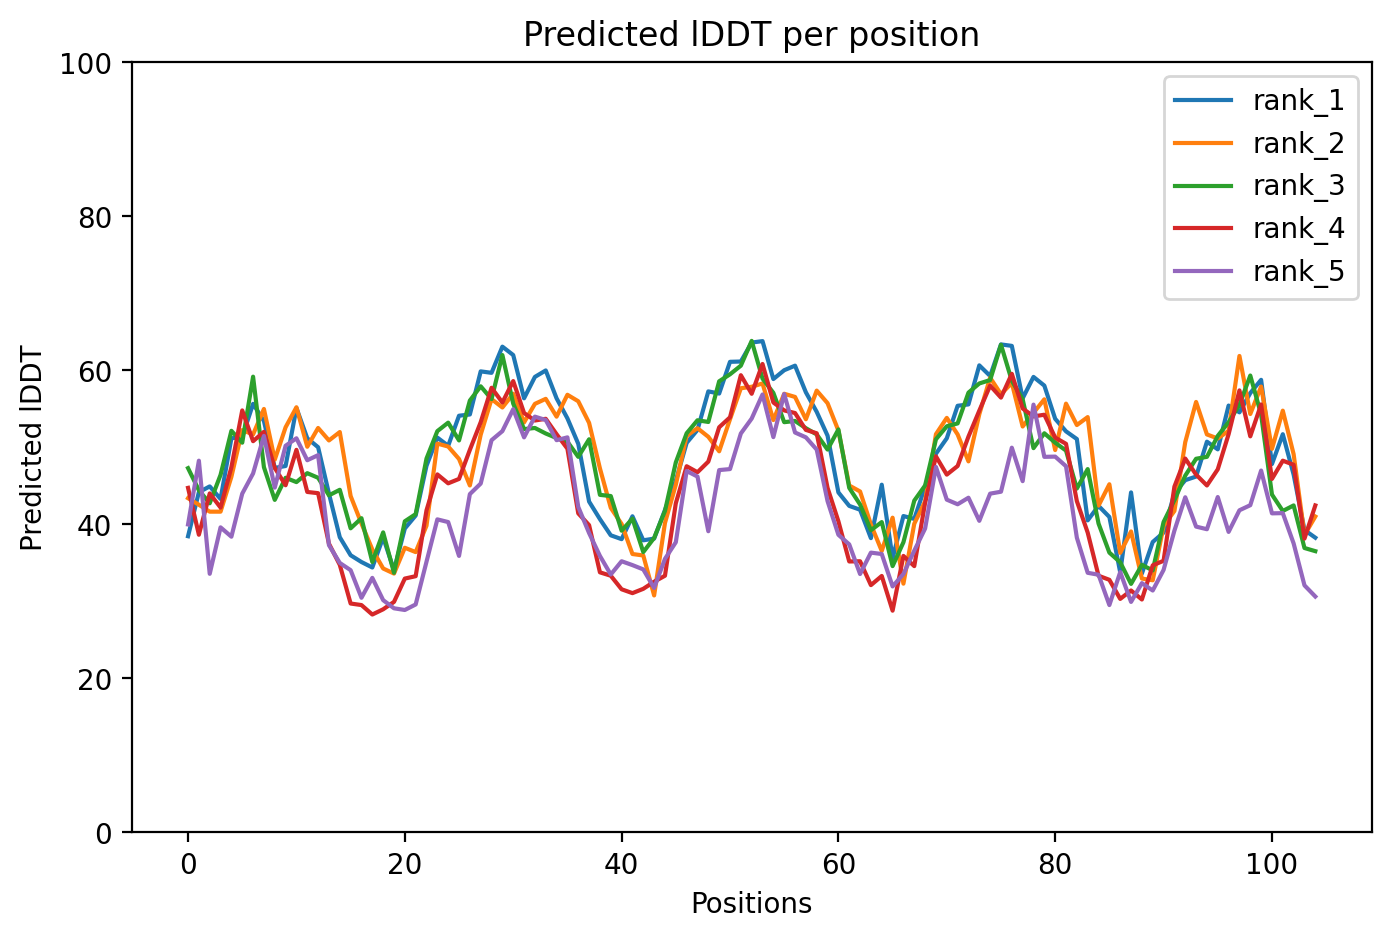 Predicted lDDT per position
100
80
60
40
20
0
Predicted lDDT
rank_1
rank_2
rank_3
rank_4
rank_5
0 20 40 60 80 100
Positions